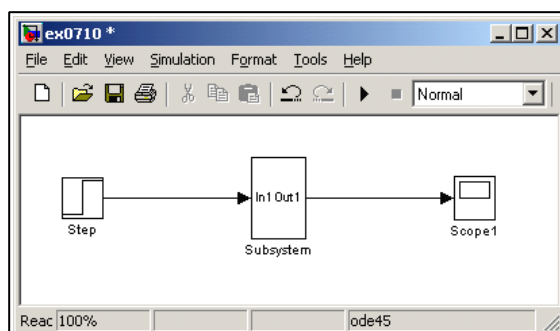 ex0710 *
File Edit View Simulation Format Tools Help
Normal
In1 Out1
Step
Subsystem
Scope1
Reac 100% ode45